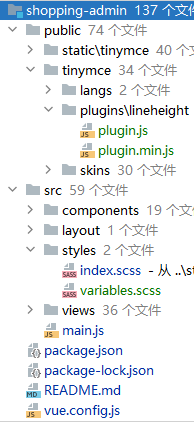 shopping-admin 137 个文件
public 74 个文件
static\tinymce 40 个
tinymce 34 个文件
langs 2 个文件
plugins\lineheight
plugin.js
plugin.min.js
skins 30 个文件
src 59 个文件
components 19 个文
layout 1 个文件
styles 2 个文件
index.scss - 从 ..\st
variables.scss
views 36 个文件
main.js
package.json
package-lock.json
README.md
vue.config.js